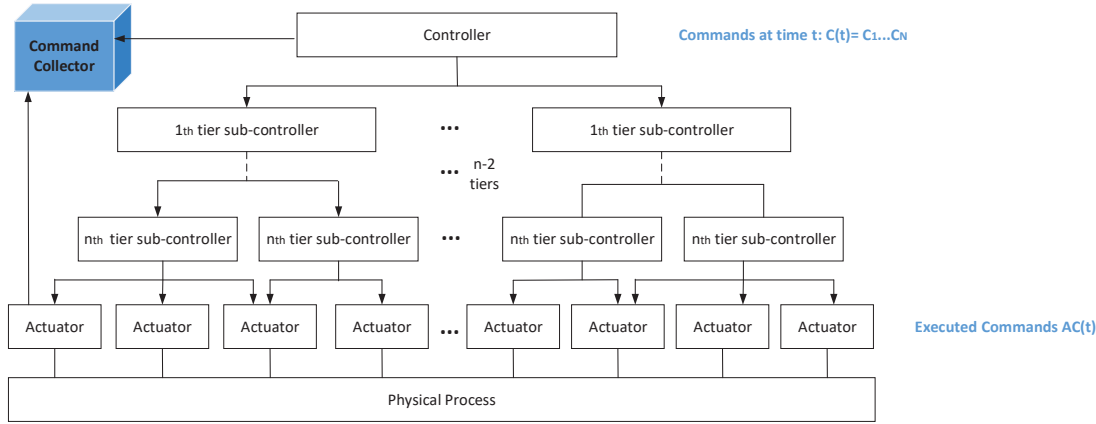 Command
Collector
Controller
Commands at time t: C(t)= C1...CN
1th tier sub-controller
...
1th tier sub-controller
... n-2
tiers
nth tier sub-controller
nth tier sub-controller
...
nth tier sub-controller
nth tier sub-controller
Actuator
Actuator
Actuator
Actuator
...
Actuator
Actuator
Actuator
Actuator
Executed Commands AC(t)
Physical Process